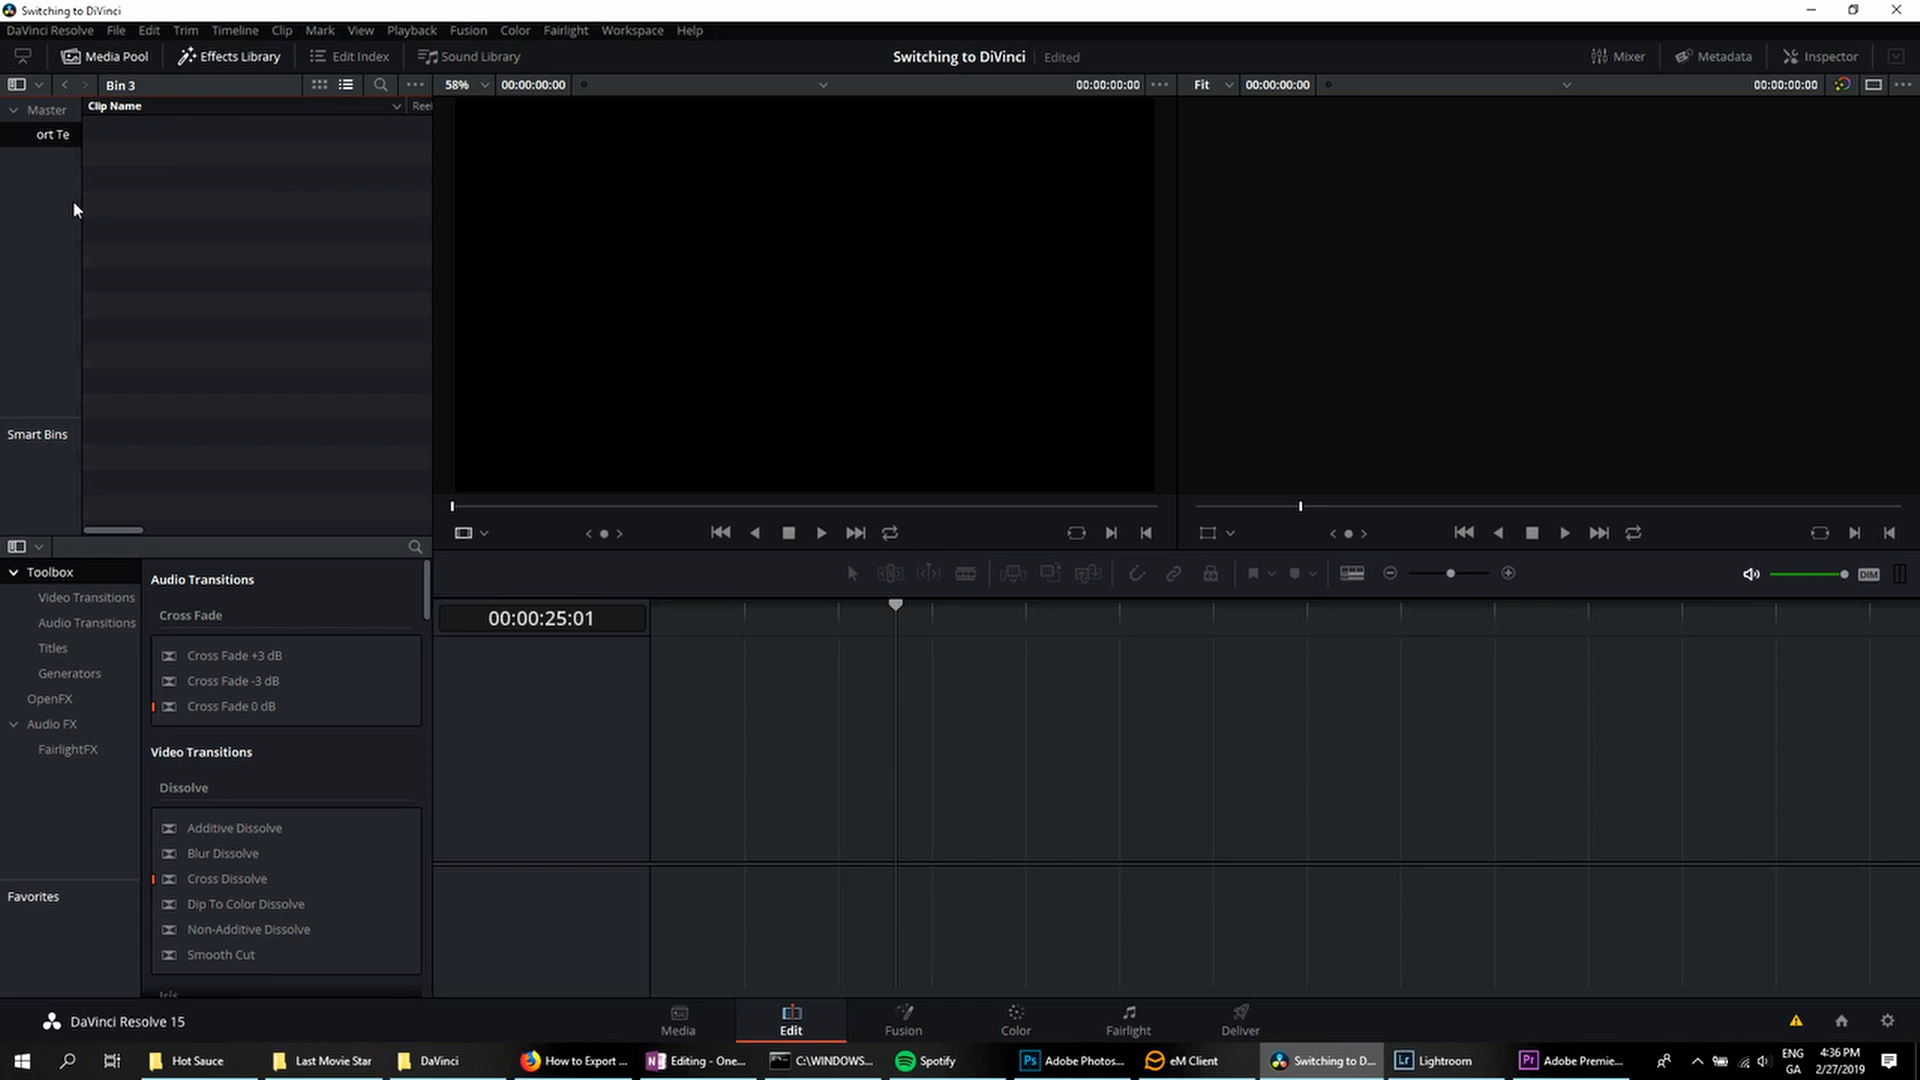 Switching to DiVinci
DaVinci Resolve File Edit Trim Timeline Clip Mark View Playback Fusion Color Fairlight Workspace Help
Media Pool Effects Library Edit Index Sound Library Switching to DiVinci Edited Mixer Metadata Inspector
Bin 3 58% 00:00:00:00 00:00:00:00 Fit 00:00:00:00 00:00:00:00
Master Clip Name Reel
ort Te
Smart Bins
Toolbox
Video Transitions
Audio Transitions
Titles
Generators
OpenFX
Audio FX
FairlightFX
Favorites
Audio Transitions
Cross Fade
Cross Fade +3 dB
Cross Fade -3 dB
Cross Fade 0 dB
Video Transitions
Dissolve
Additive Dissolve
Blur Dissolve
Cross Dissolve
Dip To Color Dissolve
Non-Additive Dissolve
Smooth Cut
Iris
DIM
00:00:25:01
DaVinci Resolve 15 Media Edit Fusion Color Fairlight Deliver
Hot Sauce Last Movie Star DaVinci How to Export ... Editing - One... C:\WINDOWS... Spotify Adobe Photos... eM Client Switching to D... Lightroom Adobe Premie... ENG 4:36 PM
GA 2/27/2019